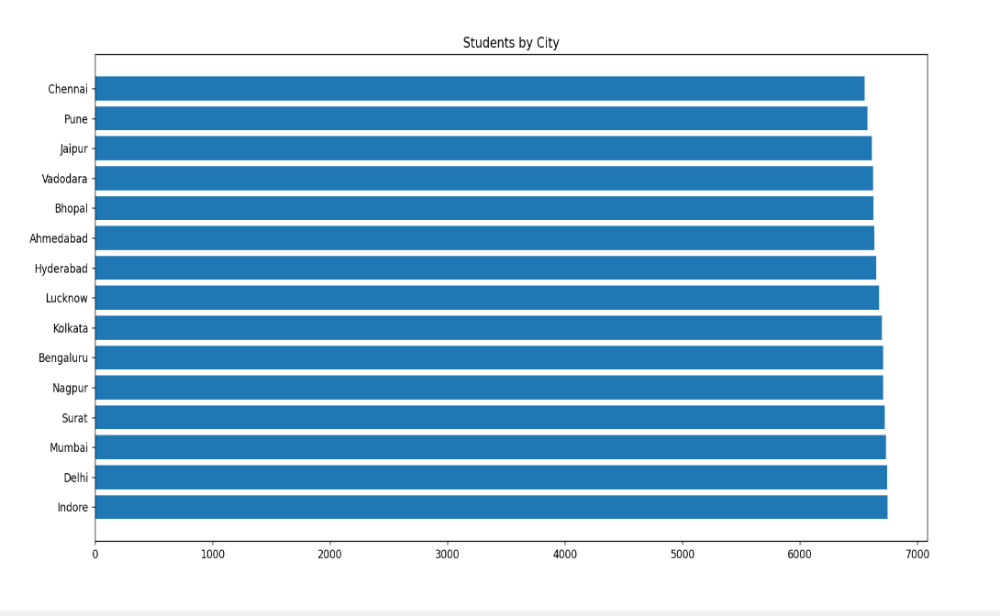 Students by City
Chennai
Pune
Jaipur
Vadodara
Bhopal
Ahmedabad
Hyderabad
Lucknow
Kolkata
Bengaluru
Nagpur
Surat
Mumbai
Delhi
Indore
0 1000 2000 3000 4000 5000 6000 7000